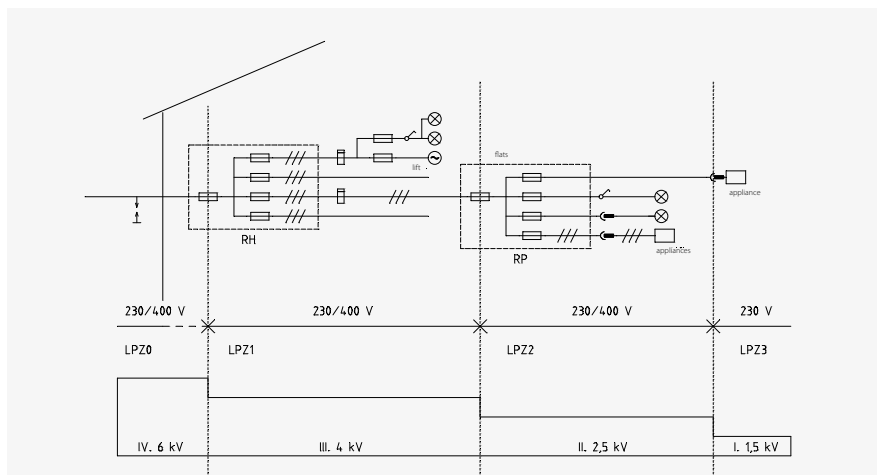 flats
lift
appliance
RH
appliances
RP
230/400 V
230/400 V
230/400 V
230 V
LPZ0
LPZ1
LPZ2
LPZ3
IV. 6 kV
III. 4 kV
II. 2,5 kV
I. 1,5 kV